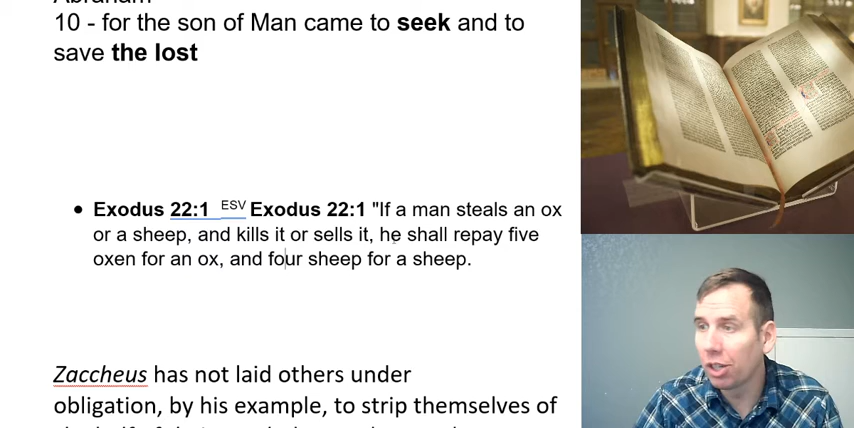 Abraham
10 - for the son of Man came to seek and to
save the lost
• Exodus 22:1 ESV Exodus 22:1 "If a man steals an ox
or a sheep, and kills it or sells it, he shall repay five
oxen for an ox, and four sheep for a sheep.
Zaccheus has not laid others under
obligation, by his example, to strip themselves of